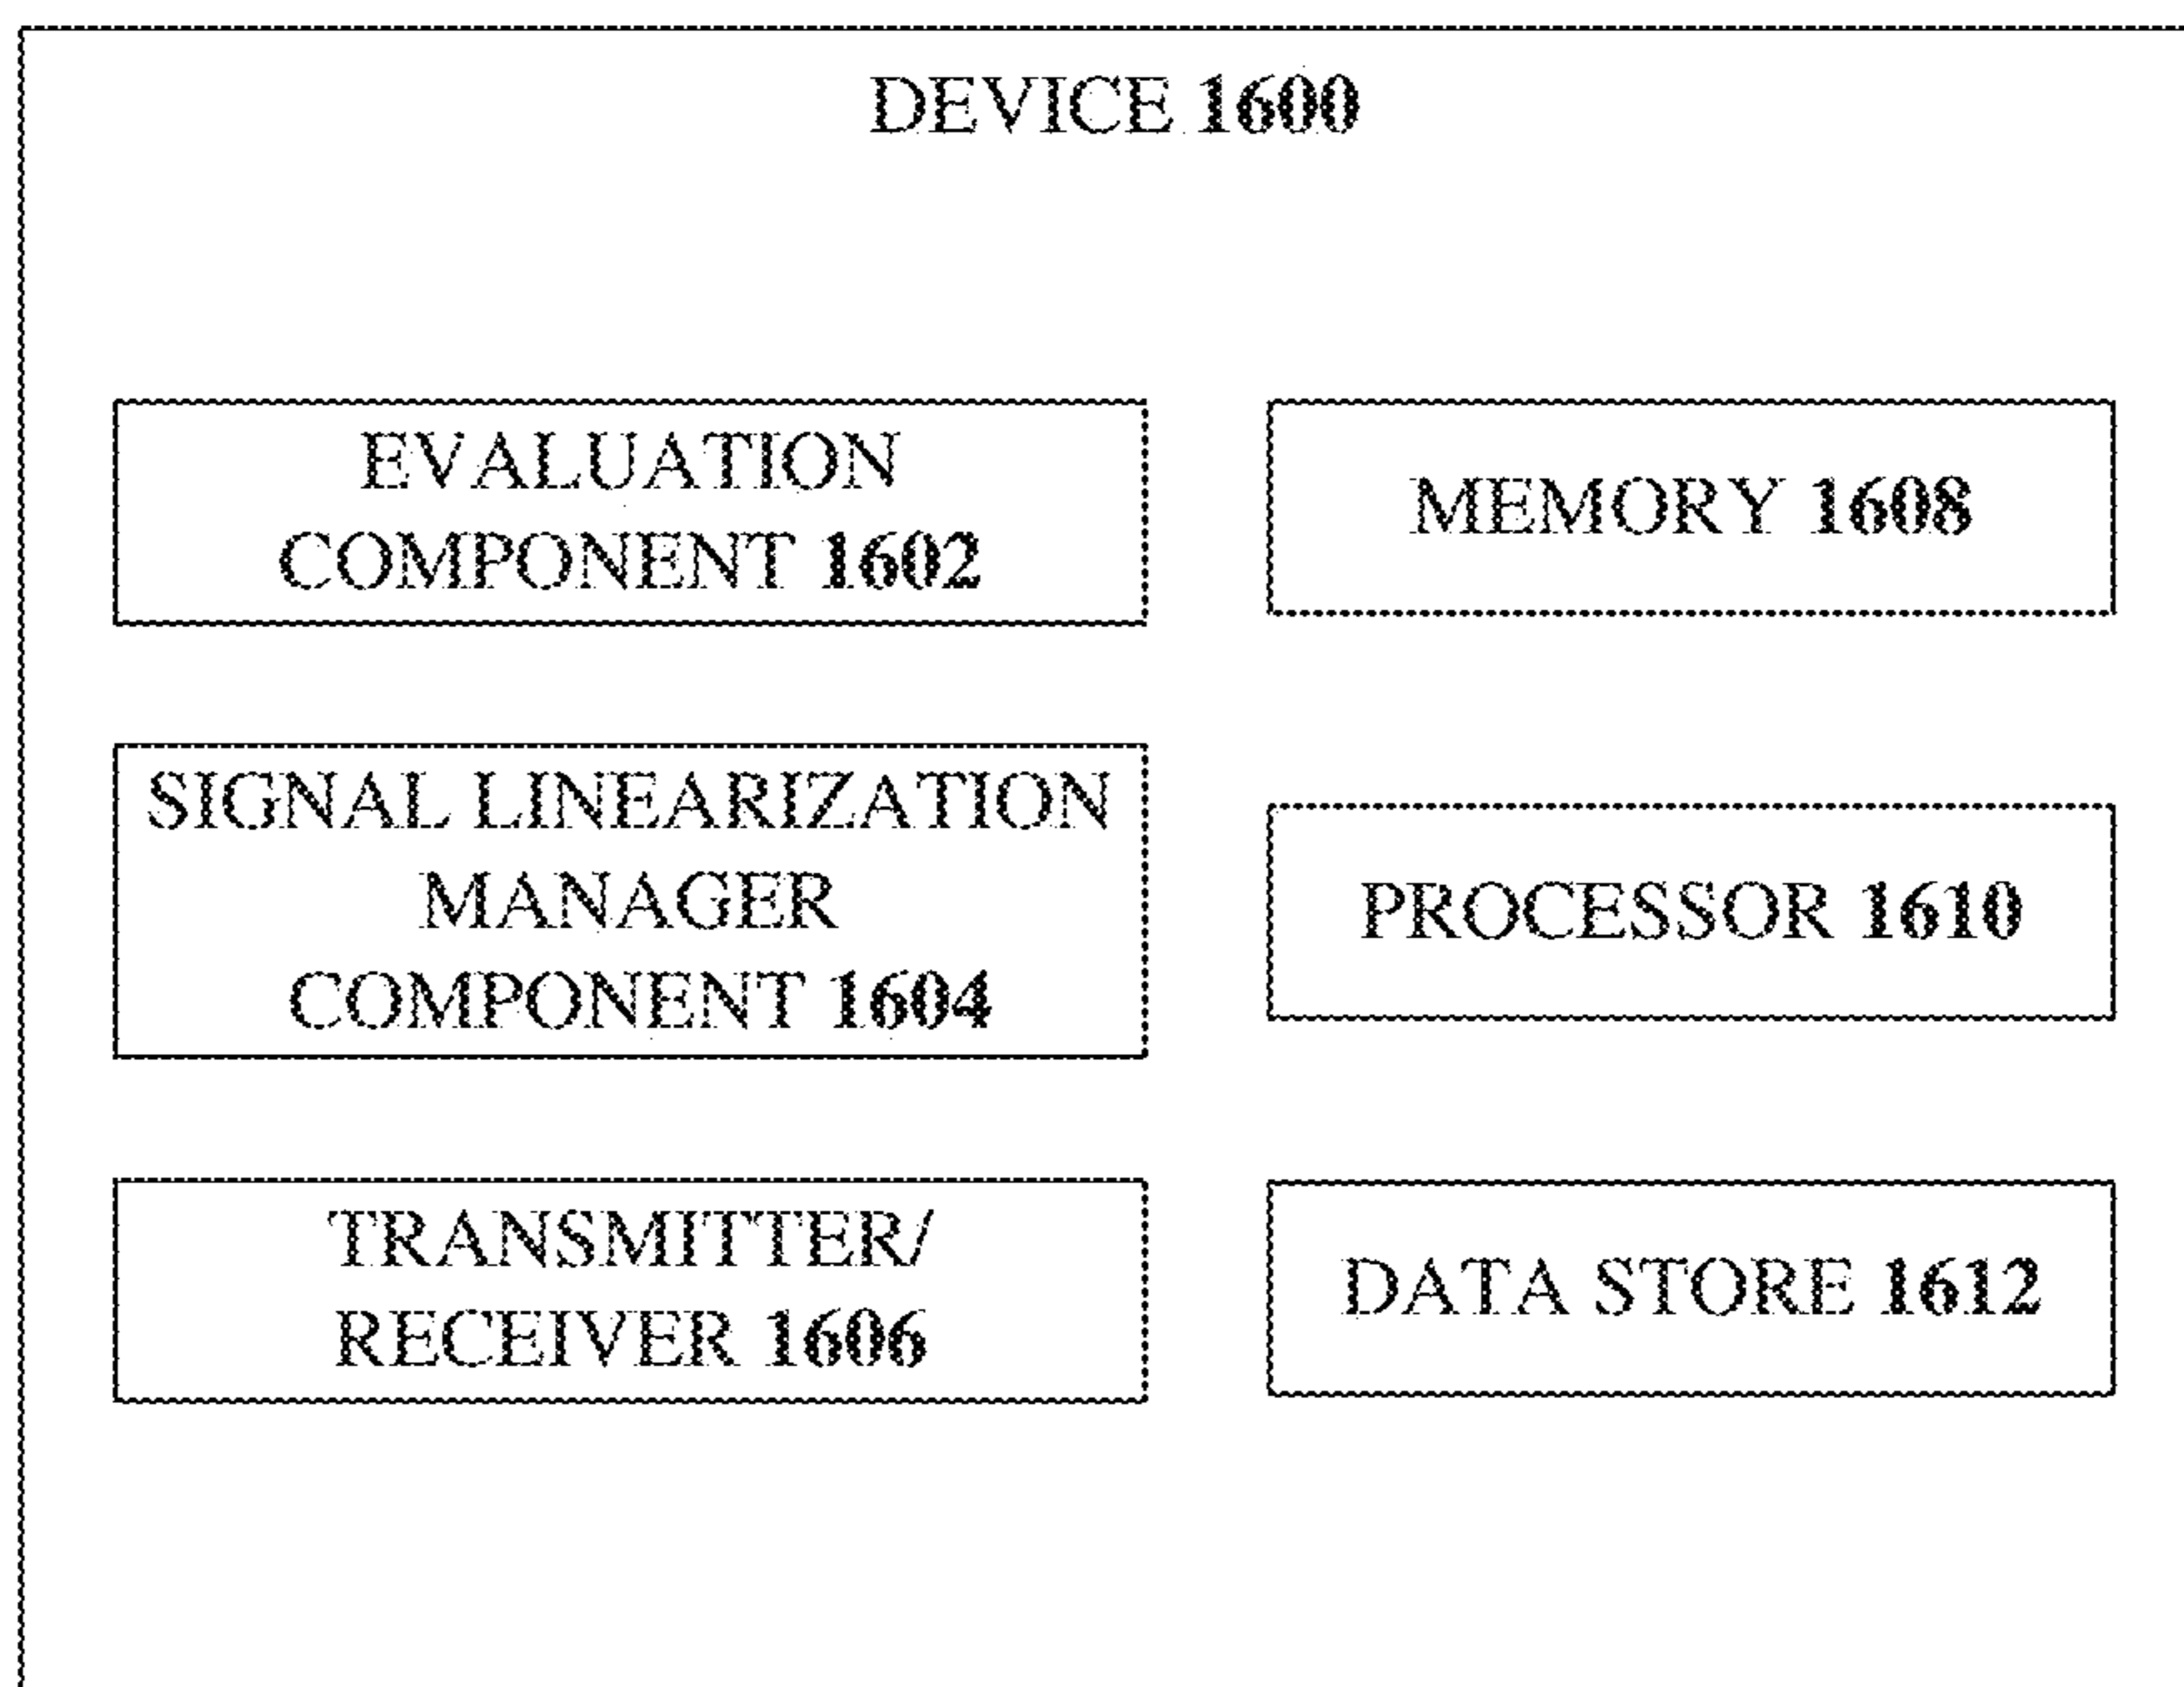 DEVICE 1600
EVALUATION
COMPONENT 1602
SIGNAL LINEARIZATION
MANAGER
COMPONENT 1604
TRANSMITTER/
RECEIVER 1606
MEMORY 1608
PROCESSOR 1610
DATA STORE 1612